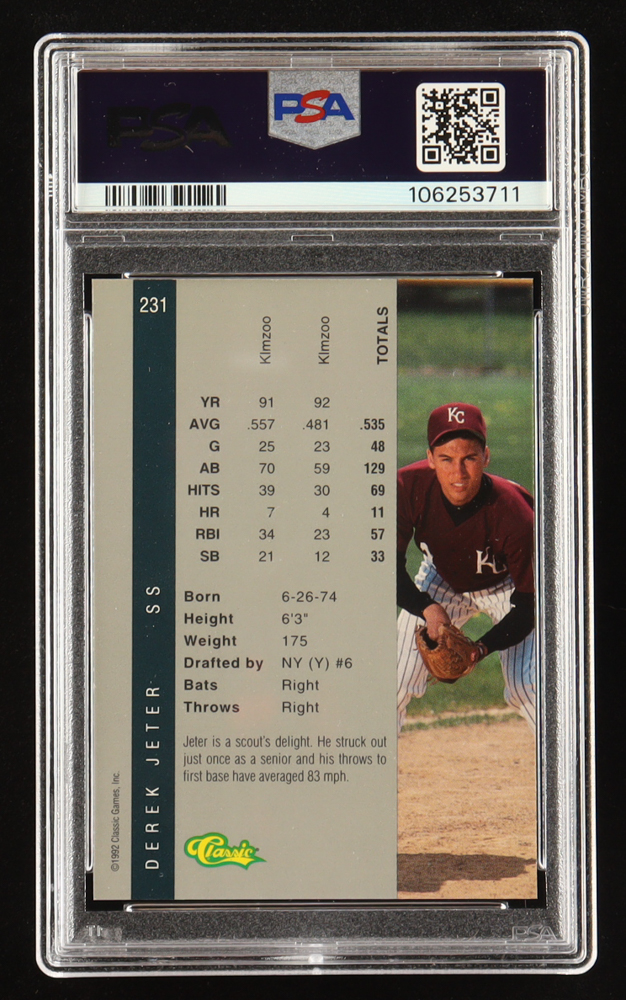 PSA
PSA
106253711
231
Klmzoo Klmzoo TOTALS
YR 91 92
AVG .557 .481 .535
G 25 23 48
AB 70 59 129
HITS 39 30 69
HR 7 4 11
RBI 34 23 57
SB 21 12 33
Born 6-26-74
Height 6'3"
Weight 175
Drafted by NY (Y) #6
Bats Right
Throws Right
Jeter is a scout's delight. He struck out
just once as a senior and his throws to
first base have averaged 83 mph.
Classic
DEREK JETER SS
©1992 Classic Games, Inc.
KC
PSA